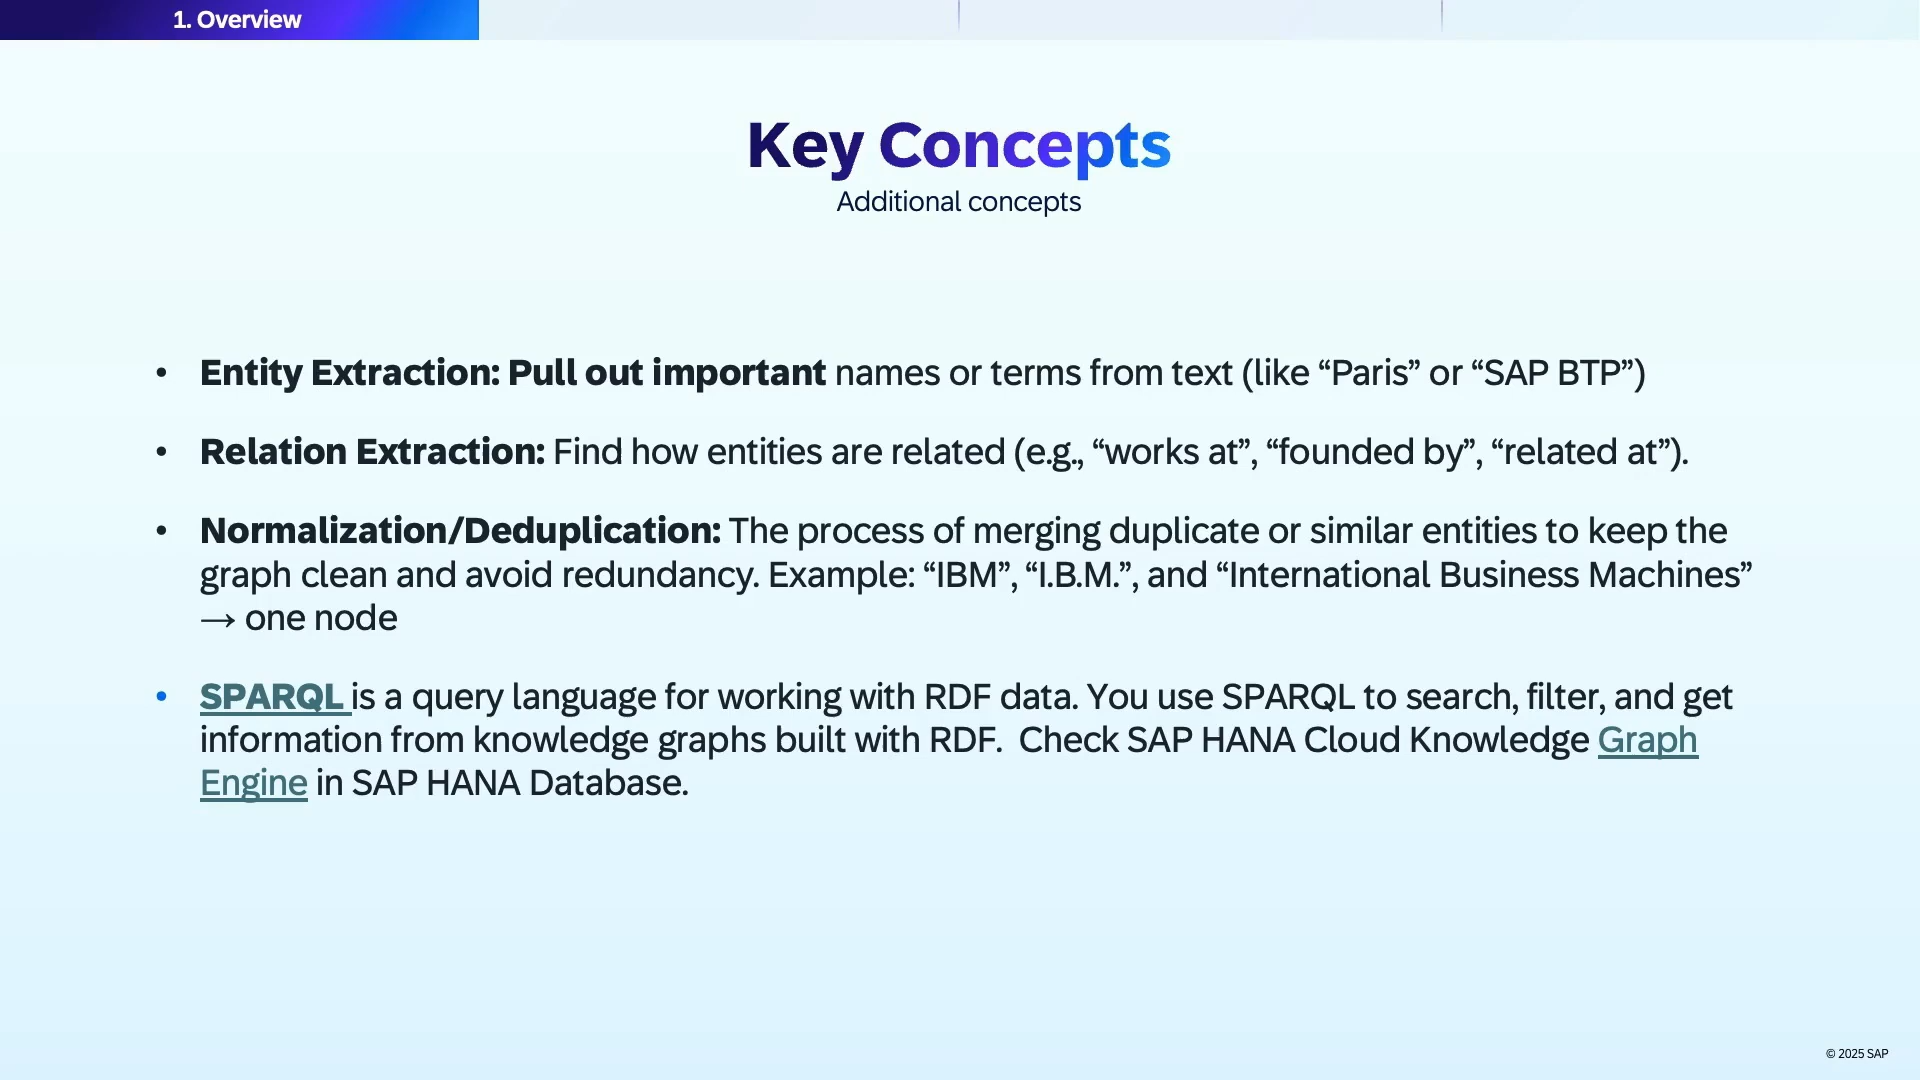 1. Overview
Key Concepts
Additional concepts
• Entity Extraction: Pull out important names or terms from text (like “Paris” or “SAP BTP”)
• Relation Extraction: Find how entities are related (e.g., “works at”, “founded by”, “related at”).
• Normalization/Deduplication: The process of merging duplicate or similar entities to keep the
graph clean and avoid redundancy. Example: “IBM”, “I.B.M.”, and “International Business Machines”
→ one node
• SPARQL is a query language for working with RDF data. You use SPARQL to search, filter, and get
information from knowledge graphs built with RDF.  Check SAP HANA Cloud Knowledge Graph
Engine in SAP HANA Database.
© 2025 SAP